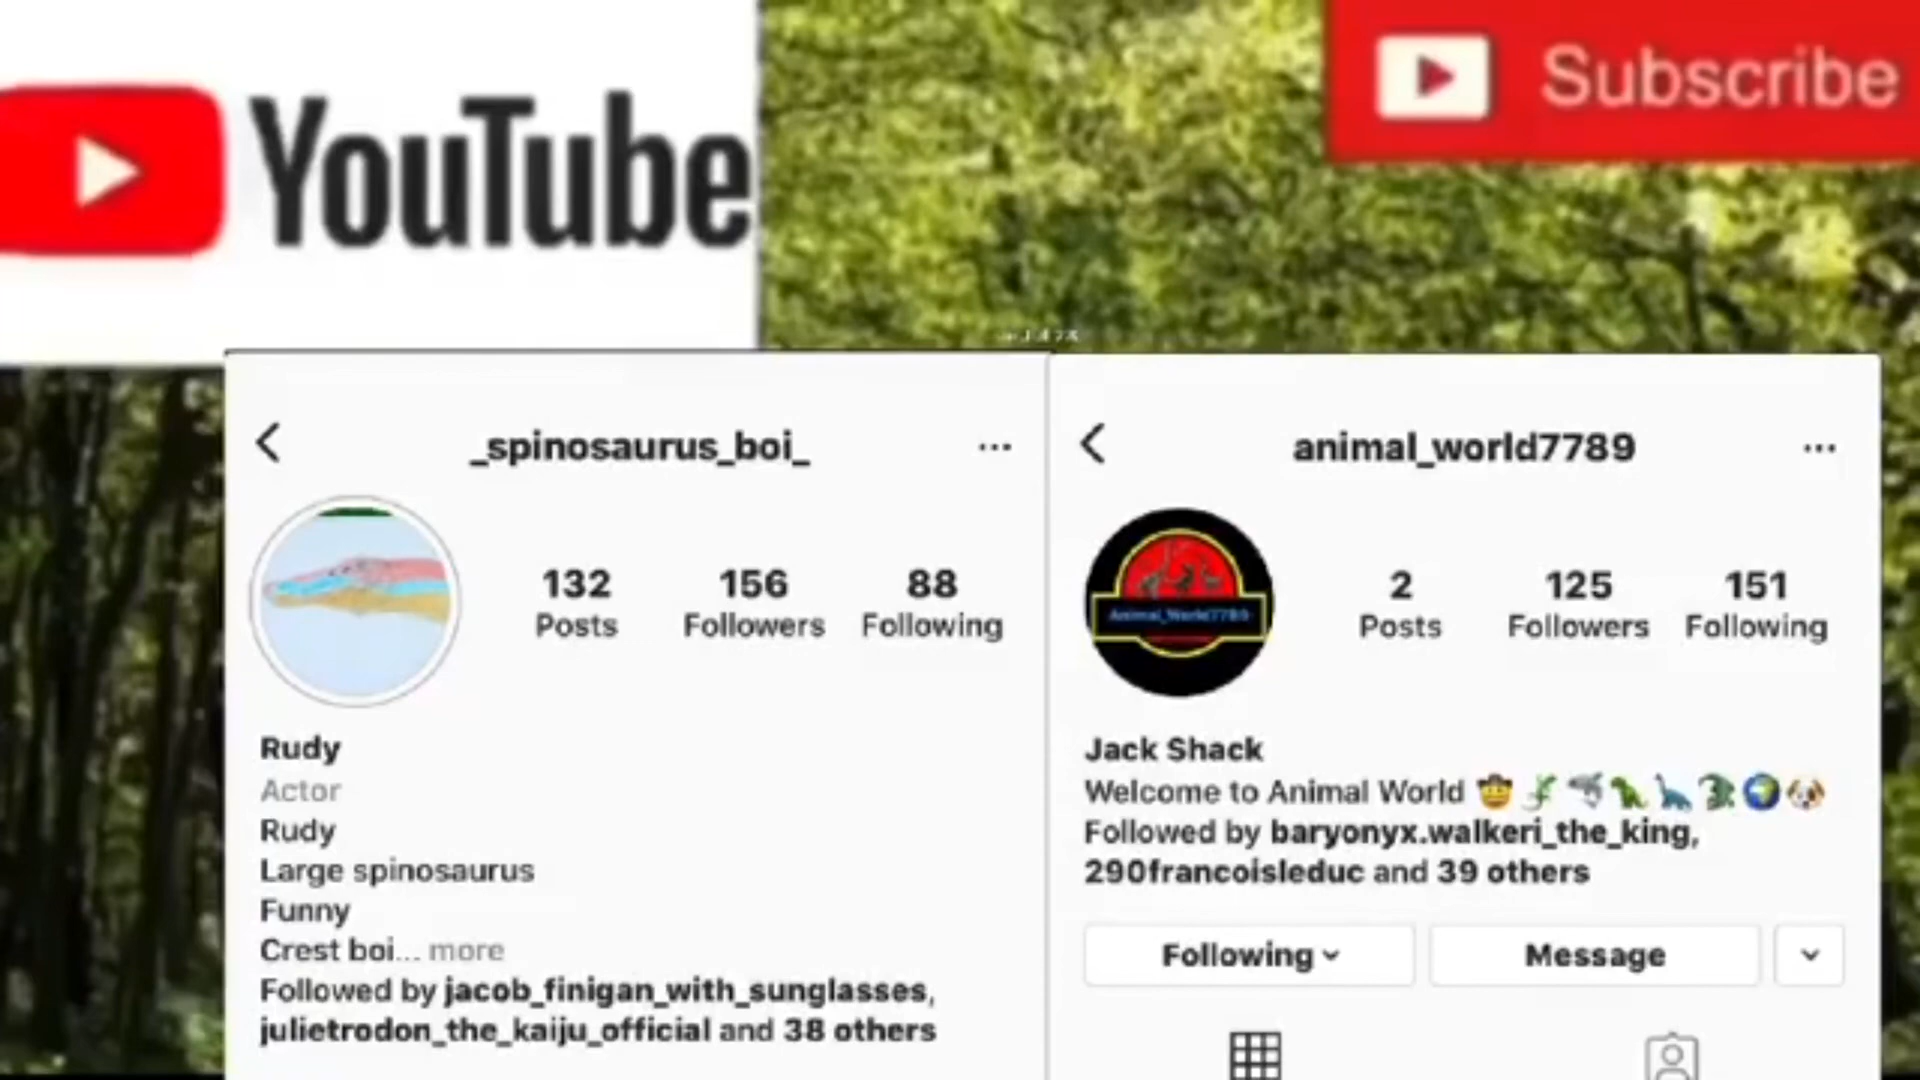 YouTube
Subscribe
_spinosaurus_boi_
132
156
88
Posts
Followers
Following
Rudy
Actor
Rudy
Large spinosaurus
Funny
Crest boi... more
Followed by jacob_finigan_with_sunglasses,
julietrodon_the_kaiju_official and 38 others
animal_world7789
Animal_World7789
2
125
151
Posts
Followers
Following
Jack Shack
Welcome to Animal World 🤠🦎🦈🦖🦕🐉🌍🐶
Followed by baryonyx.walkeri_the_king,
290francoisleduc and 39 others
Following
Message